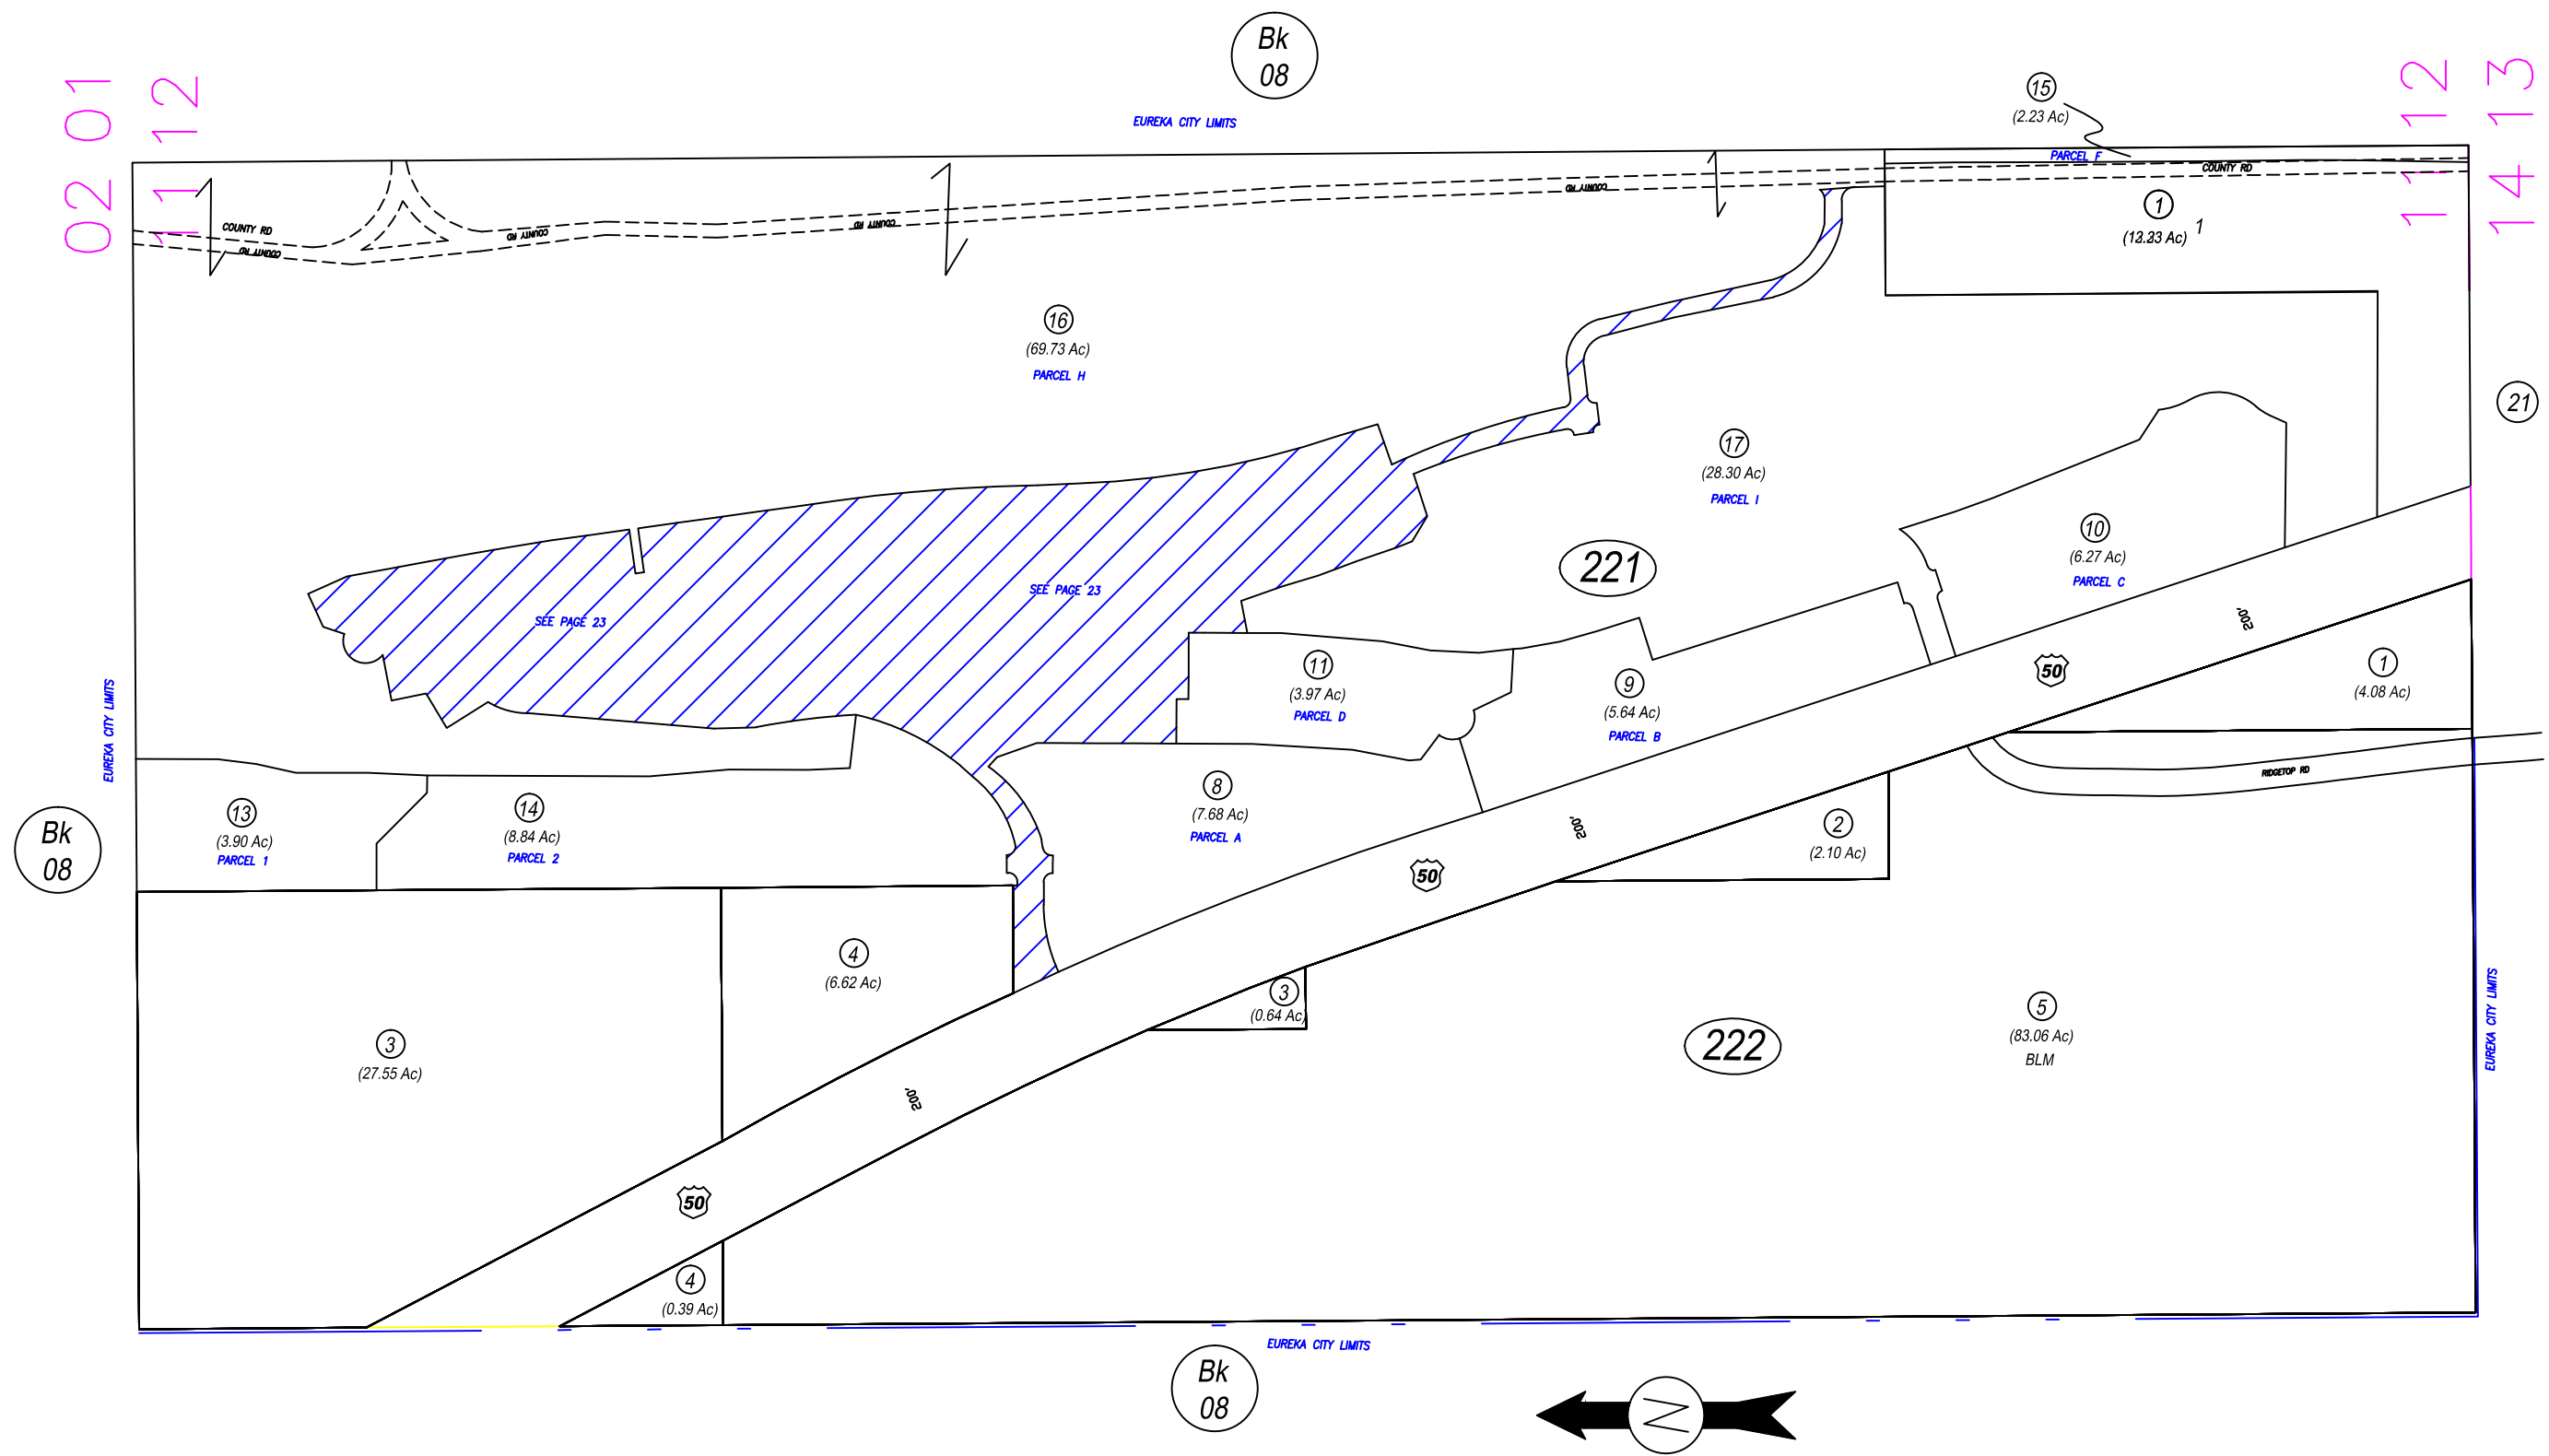 Bk
08
EUREKA CITY LIMITS
02 01
11 12
11 12
14 13
15
(2.23 Ac)
PARCEL F
COUNTY RD
COUNTY RD
COUNTY RD
COUNTY RD
COUNTY RD
COUNTY RD
1
(12.23 Ac)
1
16
(69.73 Ac)
PARCEL H
21
17
(28.30 Ac)
PARCEL I
10
(6.27 Ac)
PARCEL C
221
SEE PAGE 23
SEE PAGE 23
200'
50
1
(4.08 Ac)
11
(3.97 Ac)
PARCEL D
9
(5.64 Ac)
PARCEL B
EUREKA CITY LIMITS
RIDGETOP RD
Bk
08
13
(3.90 Ac)
PARCEL 1
14
(8.84 Ac)
PARCEL 2
8
(7.68 Ac)
PARCEL A
200'
50
2
(2.10 Ac)
4
(6.62 Ac)
3
(0.64 Ac)
3
(27.55 Ac)
222
5
(83.06 Ac)
BLM
EUREKA CITY LIMITS
200'
50
4
(0.39 Ac)
EUREKA CITY LIMITS
Bk
08
N